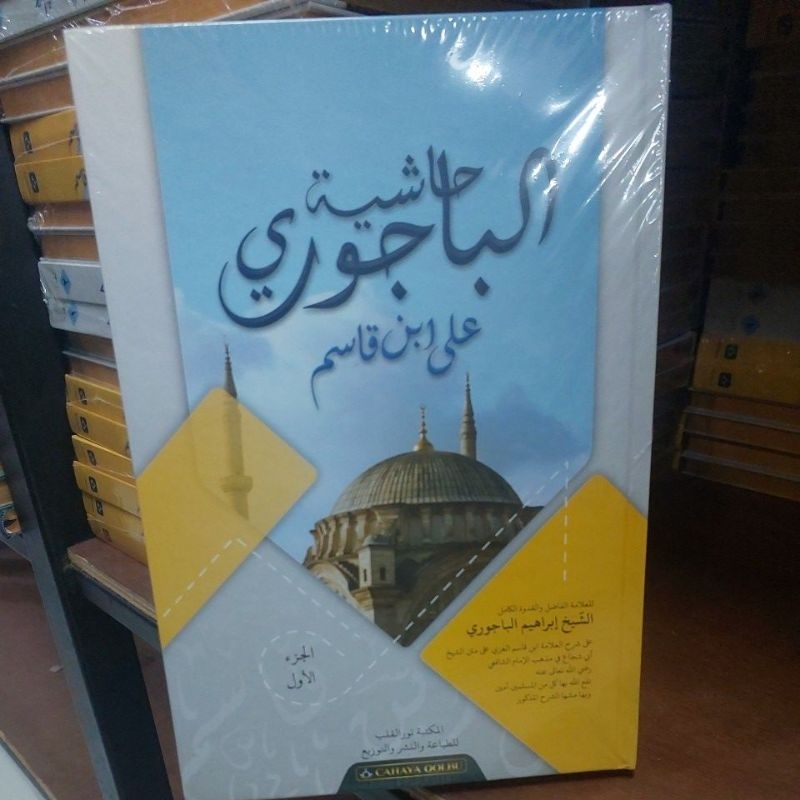 حاشية
الباجوري
على ابن قاسم
للعلامة الفاضل والقدوة الكامل
الشيخ إبراهيم الباجوري
على شرح العلامة ابن قاسم الغزي على متن الشيخ
أبي شجاع في مذهب الإمام الشافعي
رضي الله تعالى عنه
نفع الله بها كل من المسلمين آمين
وبهامشها الشرح المذكور
الجزء
الأول
المكتبة نور القلب
للطباعة والنشر والتوزيع
CAHAYA QOLBU